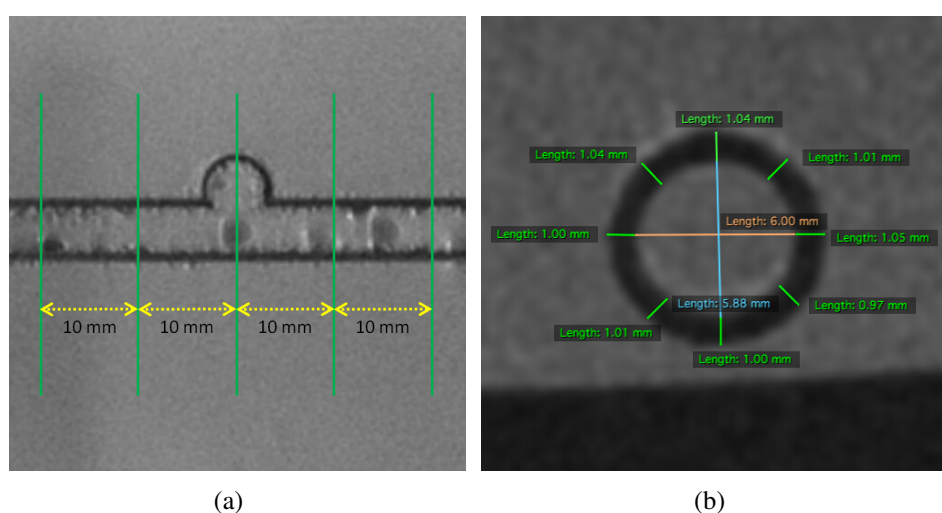 10 mm
10 mm
10 mm
10 mm
Length: 1.04 mm
Length: 1.04 mm
Length: 1.01 mm
Length: 6.00 mm
Length: 1.00 mm
Length: 1.05 mm
Length: 5.88 mm
Length: 0.97 mm
Length: 1.01 mm
Length: 1.00 mm
(a)
(b)